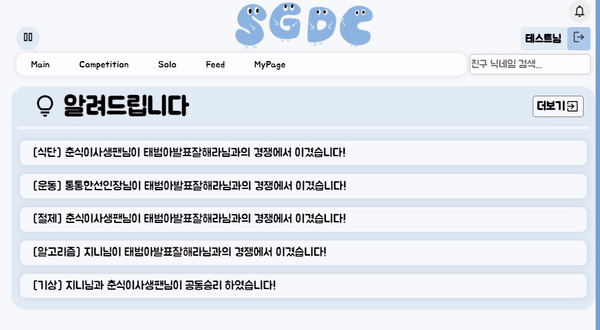 SGDC
테스트님
Main Competition Solo Feed MyPage
친구 닉네임 검색...
알려드립니다
더보기
[식단] 춘식이사생팬님이 태범아발표잘해라님과의 경쟁에서 이겼습니다!
[운동] 통통한선인장님이 태범아발표잘해라님과의 경쟁에서 이겼습니다!
[절제] 춘식이사생팬님이 태범아발표잘해라님과의 경쟁에서 이겼습니다!
[알고리즘] 지니님이 태범아발표잘해라님과의 경쟁에서 이겼습니다!
[기상] 지니님과 춘식이사생팬님이 공동승리 하였습니다!